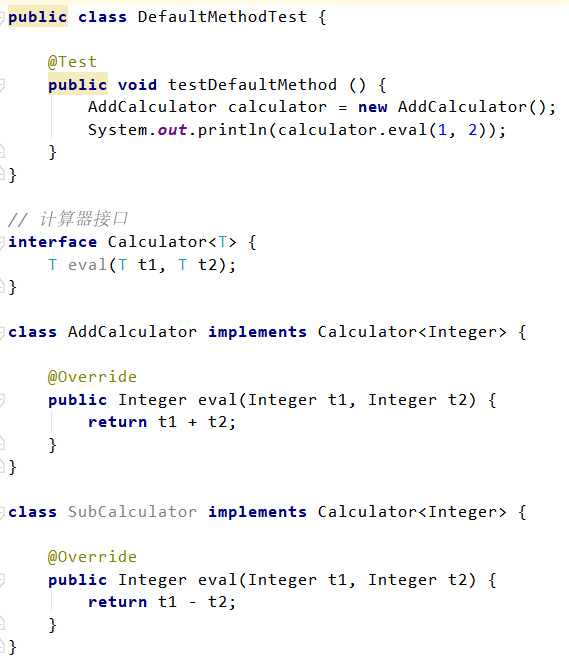 public class DefaultMethodTest {
@Test
public void testDefaultMethod () {
AddCalculator calculator = new AddCalculator();
System.out.println(calculator.eval(1, 2));
}
}
// 计算器接口
interface Calculator<T> {
T eval(T t1, T t2);
}
class AddCalculator implements Calculator<Integer> {
@Override
public Integer eval(Integer t1, Integer t2) {
return t1 + t2;
}
}
class SubCalculator implements Calculator<Integer> {
@Override
public Integer eval(Integer t1, Integer t2) {
return t1 - t2;
}
}